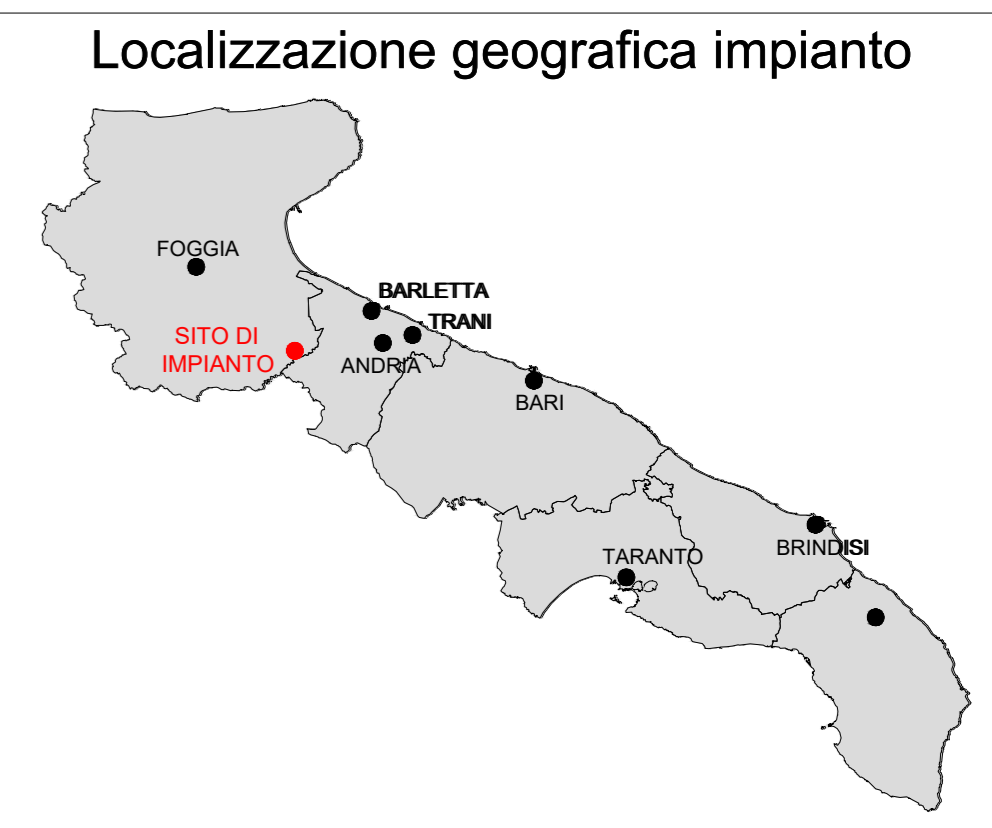 Localizzazione geografica impianto
FOGGIA
BARLETTA
TRANI
SITO DI
IMPIANTO
ANDRIA
BARI
BRINDISI
TARANTO